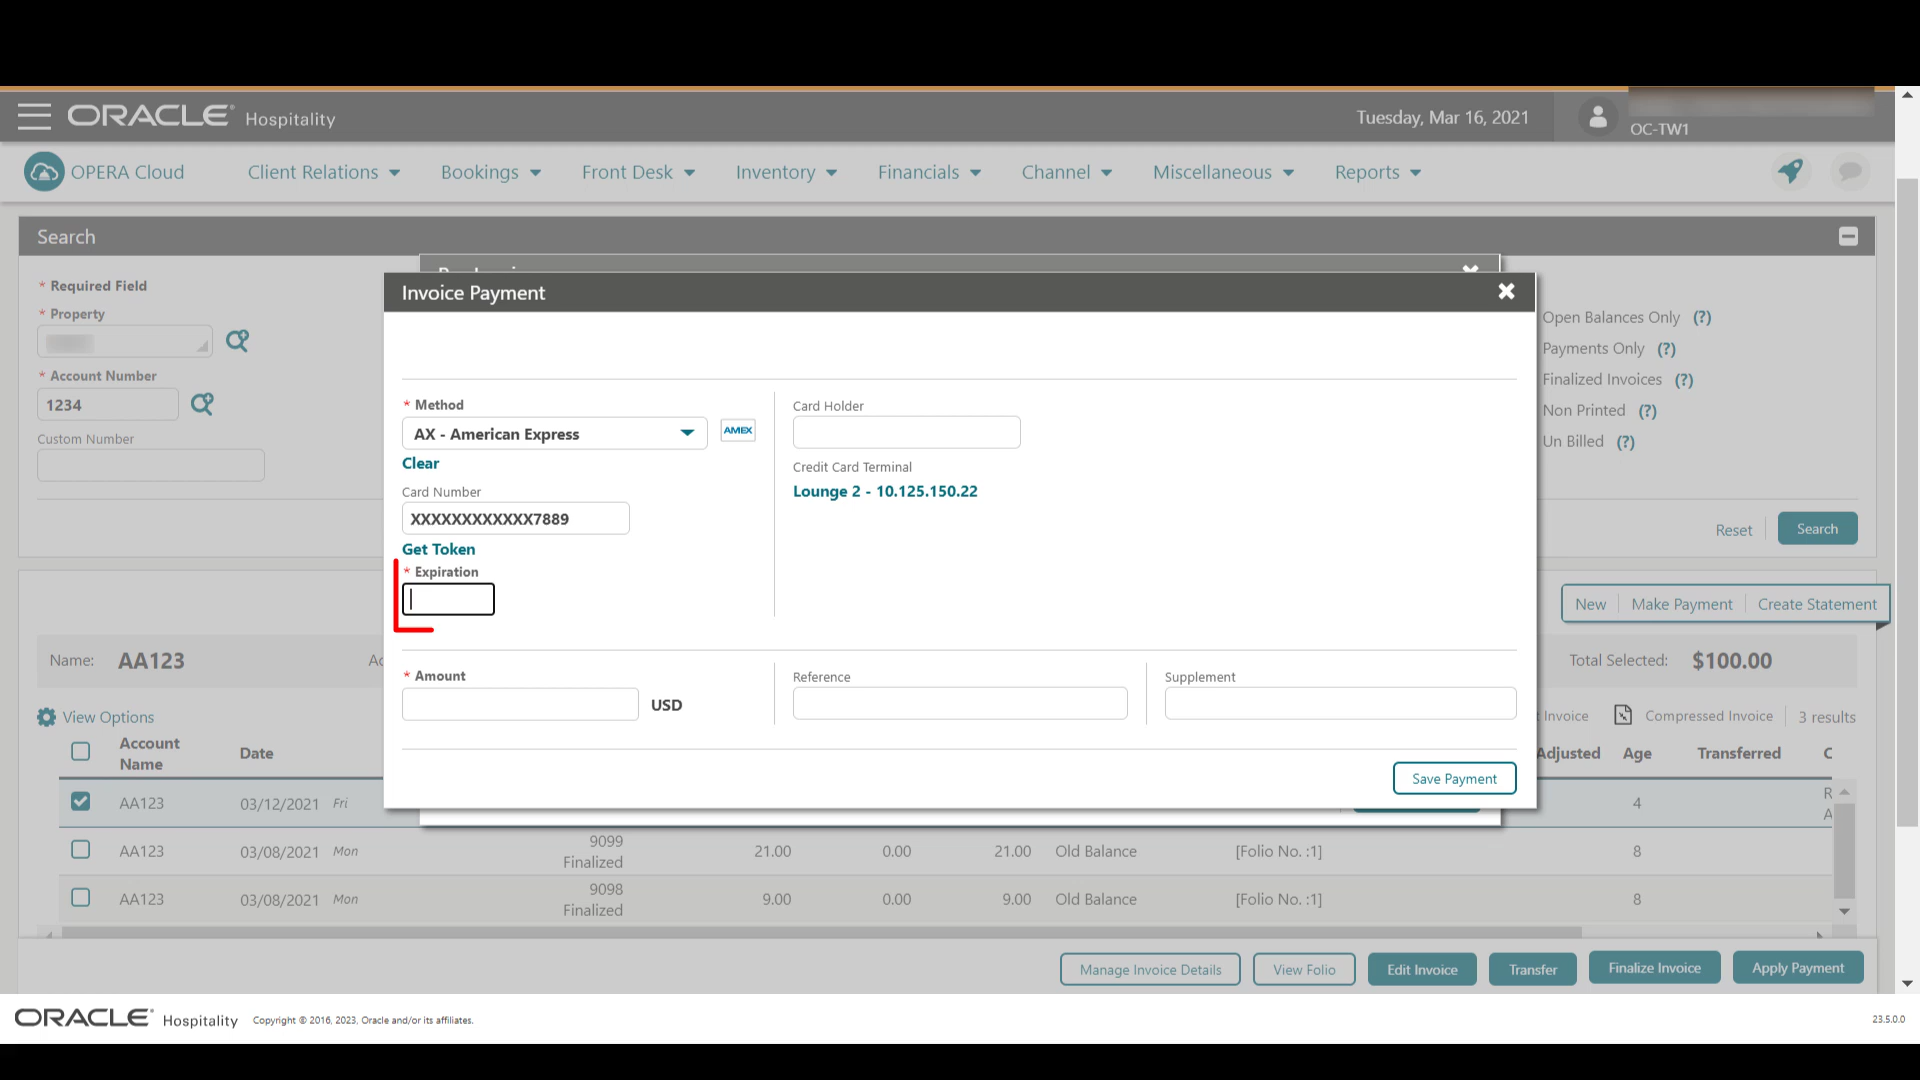 ORACLE Hospitality
Tuesday, Mar 16, 2021
OC-TW1
OPERA Cloud
Client Relations
Bookings
Front Desk
Inventory
Financials
Channel
Miscellaneous
Reports
Search
* Required Field
* Property
* Account Number
1234
Custom Number
Open Balances Only (?)
Payments Only (?)
Finalized Invoices (?)
Non Printed (?)
Un Billed (?)
Reset
Search
Invoice Payment
* Method
AX - American Express
AMEX
Clear
Card Number
XXXXXXXXXXXX7889
Get Token
* Expiration
Card Holder
Credit Card Terminal
Lounge 2 - 10.125.150.22
* Amount
USD
Reference
Supplement
Save Payment
New
Make Payment
Create Statement
Name: AA123
Total Selected: $100.00
View Options
Invoice
Compressed Invoice
3 results
Account Name
Date
Adjusted
Age
Transferred
AA123 03/12/2021 Fri 4
AA123 03/08/2021 Mon 9099 Finalized 21.00 0.00 21.00 Old Balance [Folio No. :1] 8
AA123 03/08/2021 Mon 9098 Finalized 9.00 0.00 9.00 Old Balance [Folio No. :1] 8
Manage Invoice Details
View Folio
Edit Invoice
Transfer
Finalize Invoice
Apply Payment
ORACLE Hospitality Copyright © 2016, 2023, Oracle and/or its affiliates.
23.5.0.0